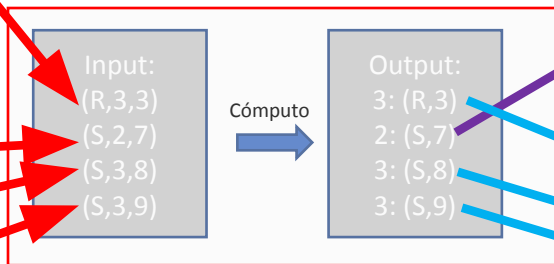 Input:
(R,3,3)
(S,2,7)
(S,3,8)
(S,3,9)
Cómputo
Output:
3: (R,3)
2: (S,7)
3: (S,8)
3: (S,9)